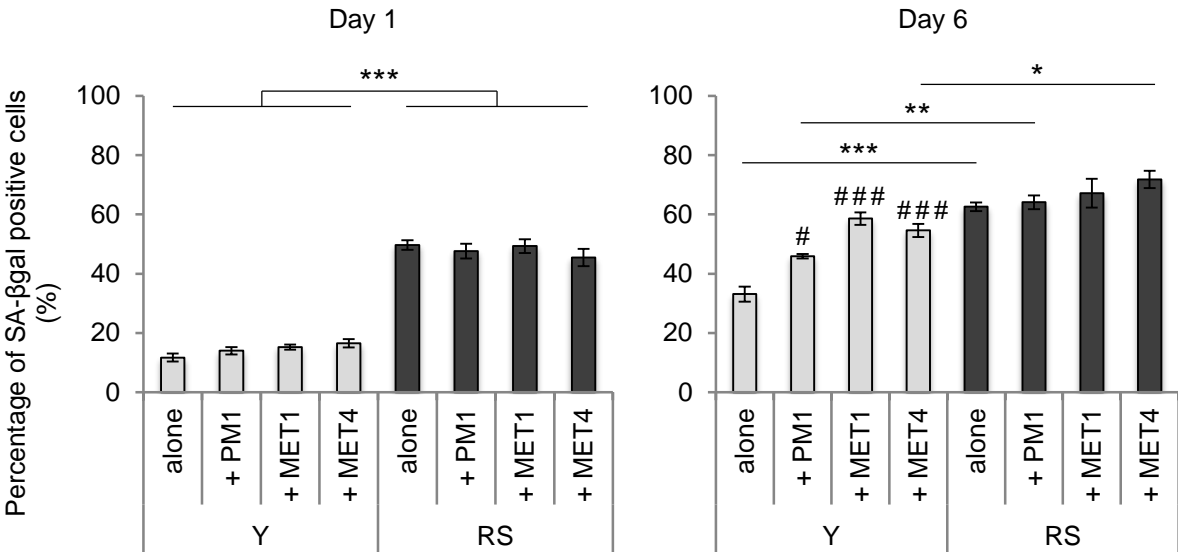 Day 1
Day 6
Percentage of SA-βgal positive cells
(%)
***
100
80
60
40
20
0
alone
+ PM1
+ MET1
+ MET4
alone
+ PM1
+ MET1
+ MET4
Y
RS
*
**
***
100
80
60
40
20
0
#
###
###
alone
+ PM1
+ MET1
+ MET4
alone
+ PM1
+ MET1
+ MET4
Y
RS